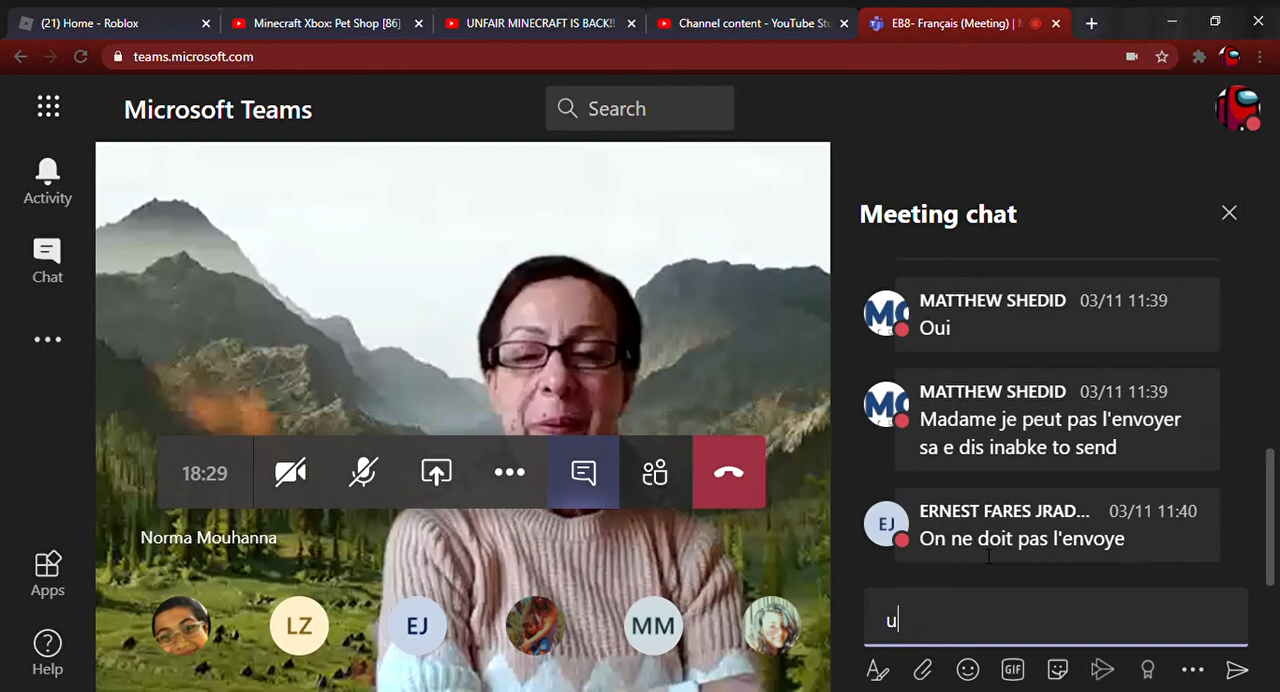 (21) Home - Roblox
Minecraft Xbox: Pet Shop [86]
UNFAIR MINECRAFT IS BACK!!
Channel content - YouTube Stu
EB8- Français (Meeting) |
teams.microsoft.com
Microsoft Teams
Search
Activity
Chat
Apps
Help
18:29
Norma Mouhanna
LZ
EJ
MM
Meeting chat
MATTHEW SHEDID 03/11 11:39
Oui
MATTHEW SHEDID 03/11 11:39
Madame je peut pas l'envoyer
sa e dis inabke to send
EJ
ERNEST FARES JRAD... 03/11 11:40
On ne doit pas l'envoye
u
GIF